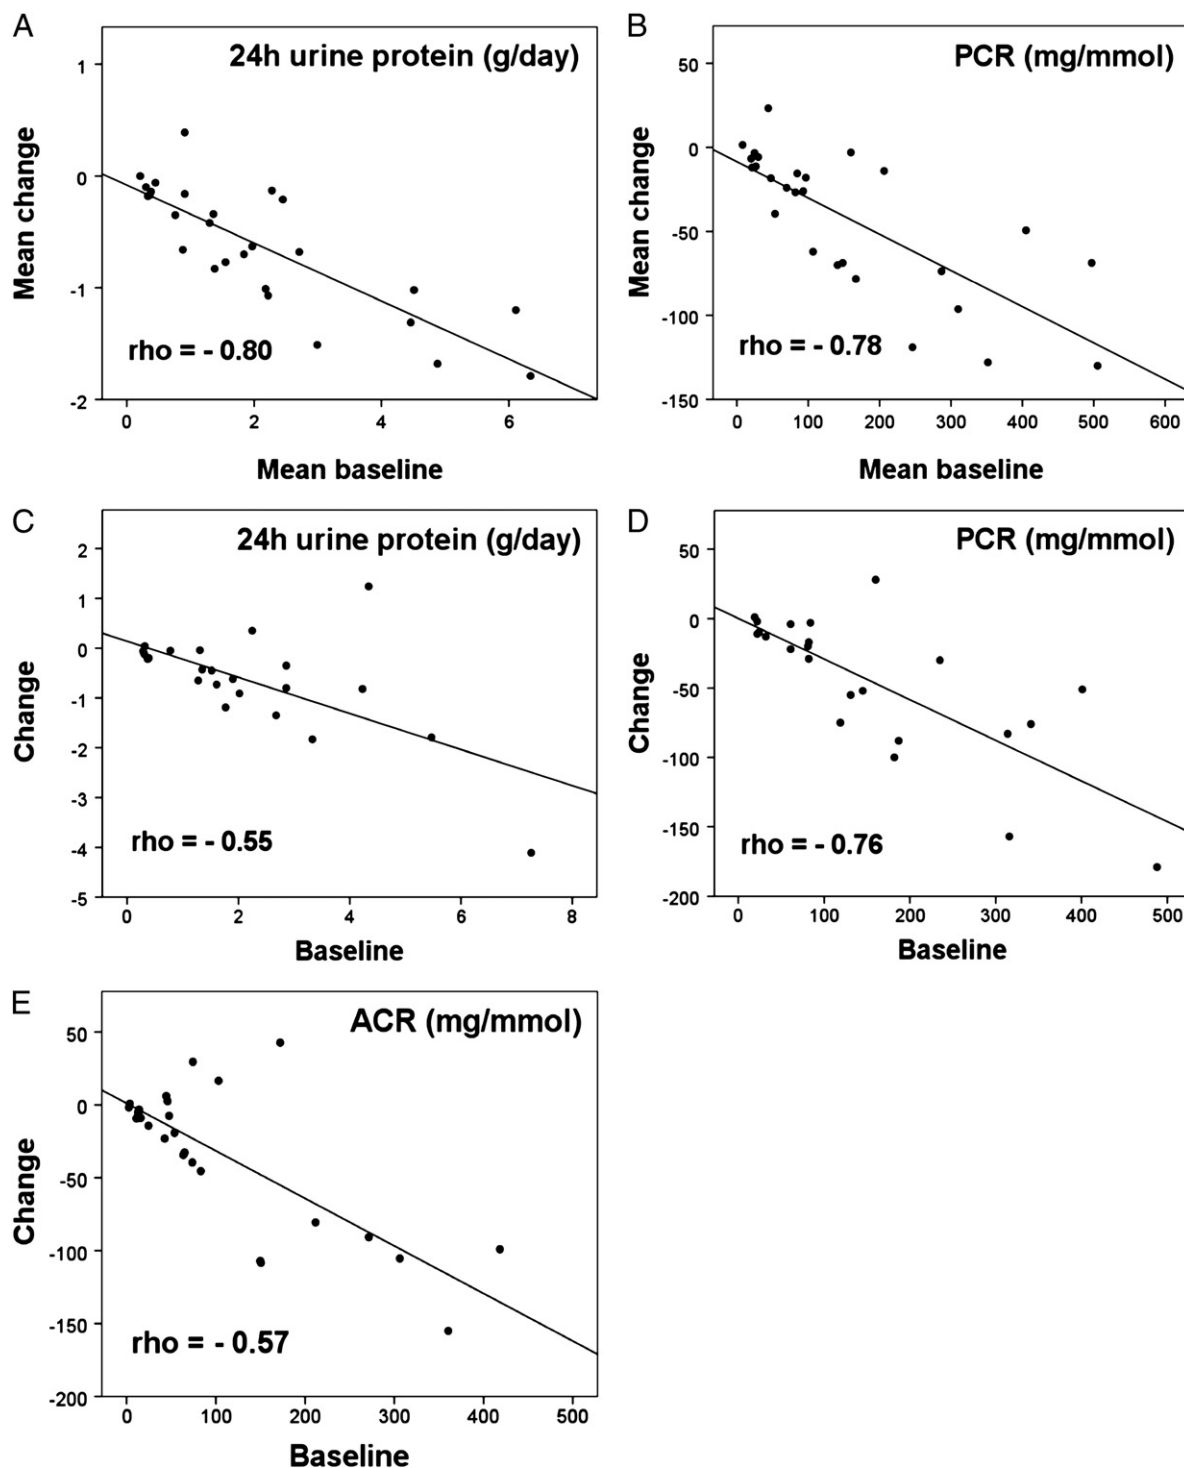 A
24h urine protein (g/day)
Mean change
1
0
-1
-2
rho = - 0.80
0 2 4 6
Mean baseline
B
PCR (mg/mmol)
Mean change
50
0
-50
-100
-150
rho = - 0.78
0 100 200 300 400 500 600
Mean baseline
C
24h urine protein (g/day)
Change
2
1
0
-1
-2
-3
-4
-5
rho = - 0.55
0 2 4 6 8
Baseline
D
PCR (mg/mmol)
Change
50
0
-50
-100
-150
-200
rho = - 0.76
0 100 200 300 400 500
Baseline
E
ACR (mg/mmol)
Change
50
0
-50
-100
-150
-200
rho = - 0.57
0 100 200 300 400 500
Baseline